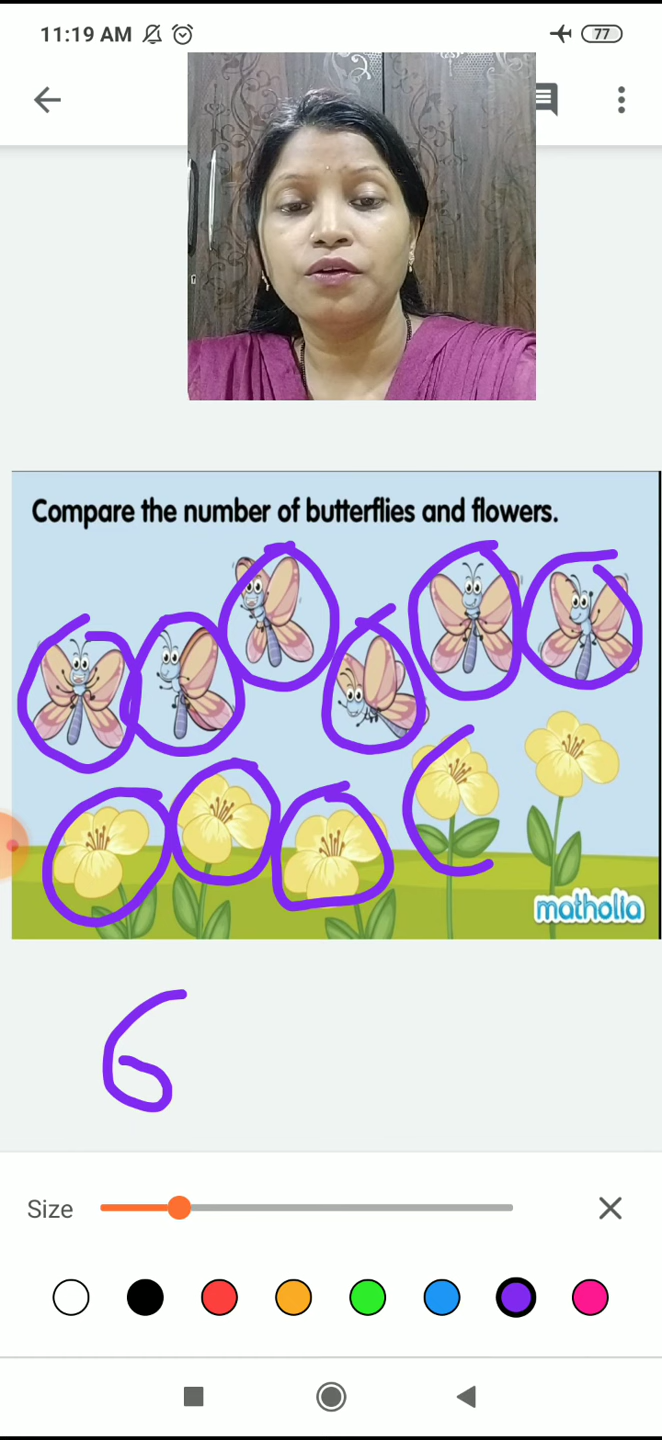 11:19 AM
77
Compare the number of butterflies and flowers.
matholia
6
Size